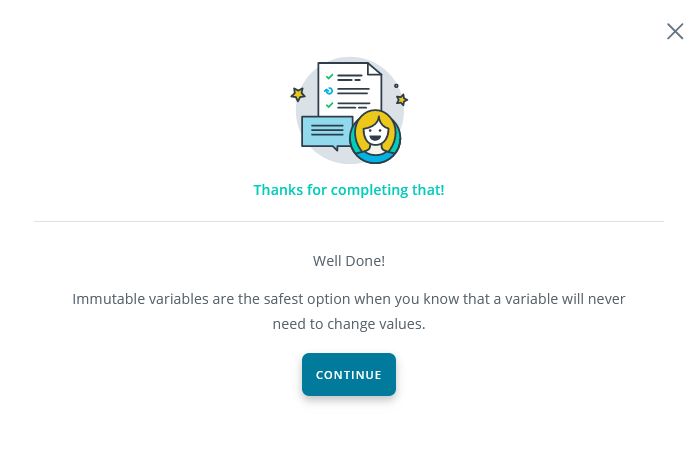 Thanks for completing that!
Well Done!
Immutable variables are the safest option when you know that a variable will never
need to change values.
CONTINUE